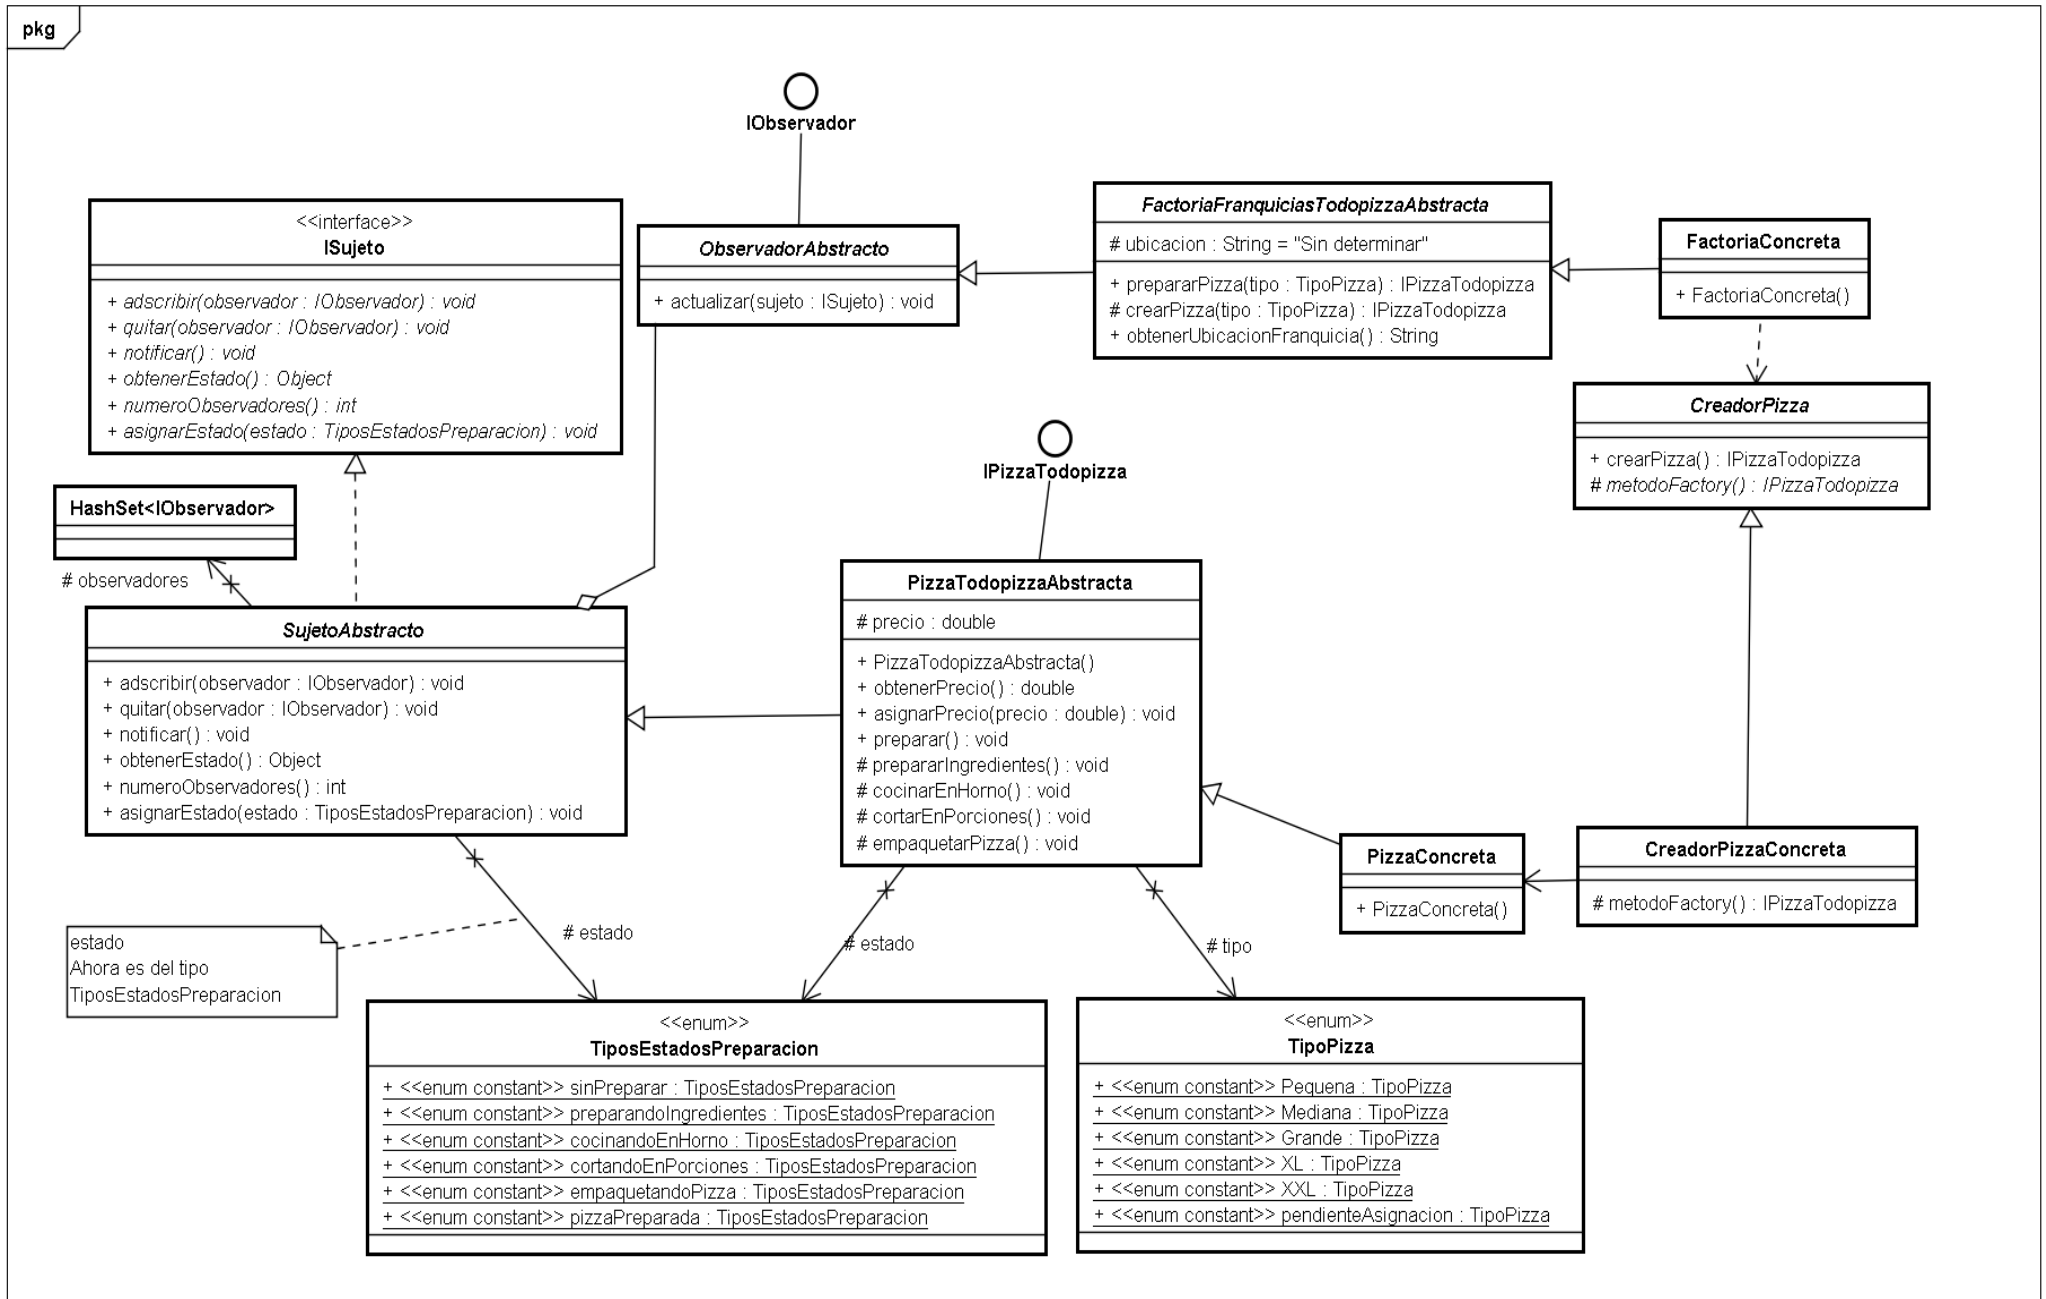 pkg
IObservador
<<interface>>
ISujeto
+ adscribir(observador : IObservador) : void
+ quitar(observador : IObservador) : void
+ notificar() : void
+ obtenerEstado() : Object
+ numeroObservadores() : int
+ asignarEstado(estado : TiposEstadosPreparacion) : void
ObservadorAbstracto
+ actualizar(sujeto : ISujeto) : void
FactoriaFranquiciasTodopizzaAbstracta
# ubicacion : String = "Sin determinar"
+ prepararPizza(tipo : TipoPizza) : IPizzaTodopizza
# crearPizza(tipo : TipoPizza) : IPizzaTodopizza
+ obtenerUbicacionFranquicia() : String
FactoriaConcreta
+ FactoriaConcreta()
CreadorPizza
+ crearPizza() : IPizzaTodopizza
# metodoFactory() : IPizzaTodopizza
IPizzaTodopizza
HashSet<IObservador>
# observadores
SujetoAbstracto
+ adscribir(observador : IObservador) : void
+ quitar(observador : IObservador) : void
+ notificar() : void
+ obtenerEstado() : Object
+ numeroObservadores() : int
+ asignarEstado(estado : TiposEstadosPreparacion) : void
PizzaTodopizzaAbstracta
# precio : double
+ PizzaTodopizzaAbstracta()
+ obtenerPrecio() : double
+ asignarPrecio(precio : double) : void
+ preparar() : void
# prepararIngredientes() : void
# cocinarEnHorno() : void
# cortarEnPorciones() : void
# empaquetarPizza() : void
PizzaConcreta
+ PizzaConcreta()
CreadorPizzaConcreta
# metodoFactory() : IPizzaTodopizza
estado
Ahora es del tipo
TiposEstadosPreparacion
# estado
# estado
# tipo
<<enum>>
TiposEstadosPreparacion
+ <<enum constant>> sinPreparar : TiposEstadosPreparacion
+ <<enum constant>> preparandoIngredientes : TiposEstadosPreparacion
+ <<enum constant>> cocinandoEnHorno : TiposEstadosPreparacion
+ <<enum constant>> cortandoEnPorciones : TiposEstadosPreparacion
+ <<enum constant>> empaquetandoPizza : TiposEstadosPreparacion
+ <<enum constant>> pizzaPreparada : TiposEstadosPreparacion
<<enum>>
TipoPizza
+ <<enum constant>> Pequena : TipoPizza
+ <<enum constant>> Mediana : TipoPizza
+ <<enum constant>> Grande : TipoPizza
+ <<enum constant>> XL : TipoPizza
+ <<enum constant>> XXL : TipoPizza
+ <<enum constant>> pendienteAsignacion : TipoPizza